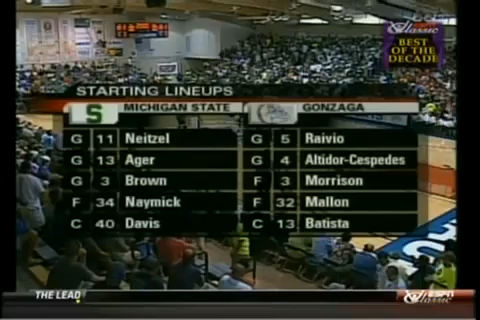 ESPN
Classic
BEST OF THE
DECADE
STARTING LINEUPS
S MICHIGAN STATE GONZAGA
G 11 Neitzel G 5 Raivio
G 13 Ager G 4 Altidor-Cespedes
G 3 Brown F 3 Morrison
F 34 Naymick F 32 Mallon
C 40 Davis C 13 Batista
THE LEAD
ESPN
Classic